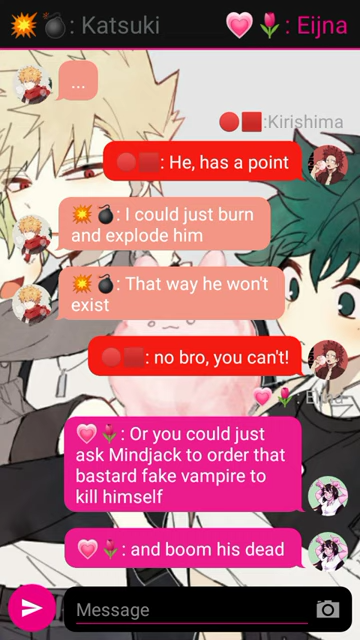 💥💣: Katsuki
💗🌷: Eijna
...
🔴🟥:Kirishima
🔴🟥: He, has a point
💥💣: I could just burn
and explode him
💥💣: That way he won't
exist
🔴🟥: no bro, you can't!
💗🌷: Eijna
💗🌷: Or you could just
ask Mindjack to order that
bastard fake vampire to
kill himself
💗🌷: and boom his dead
Message